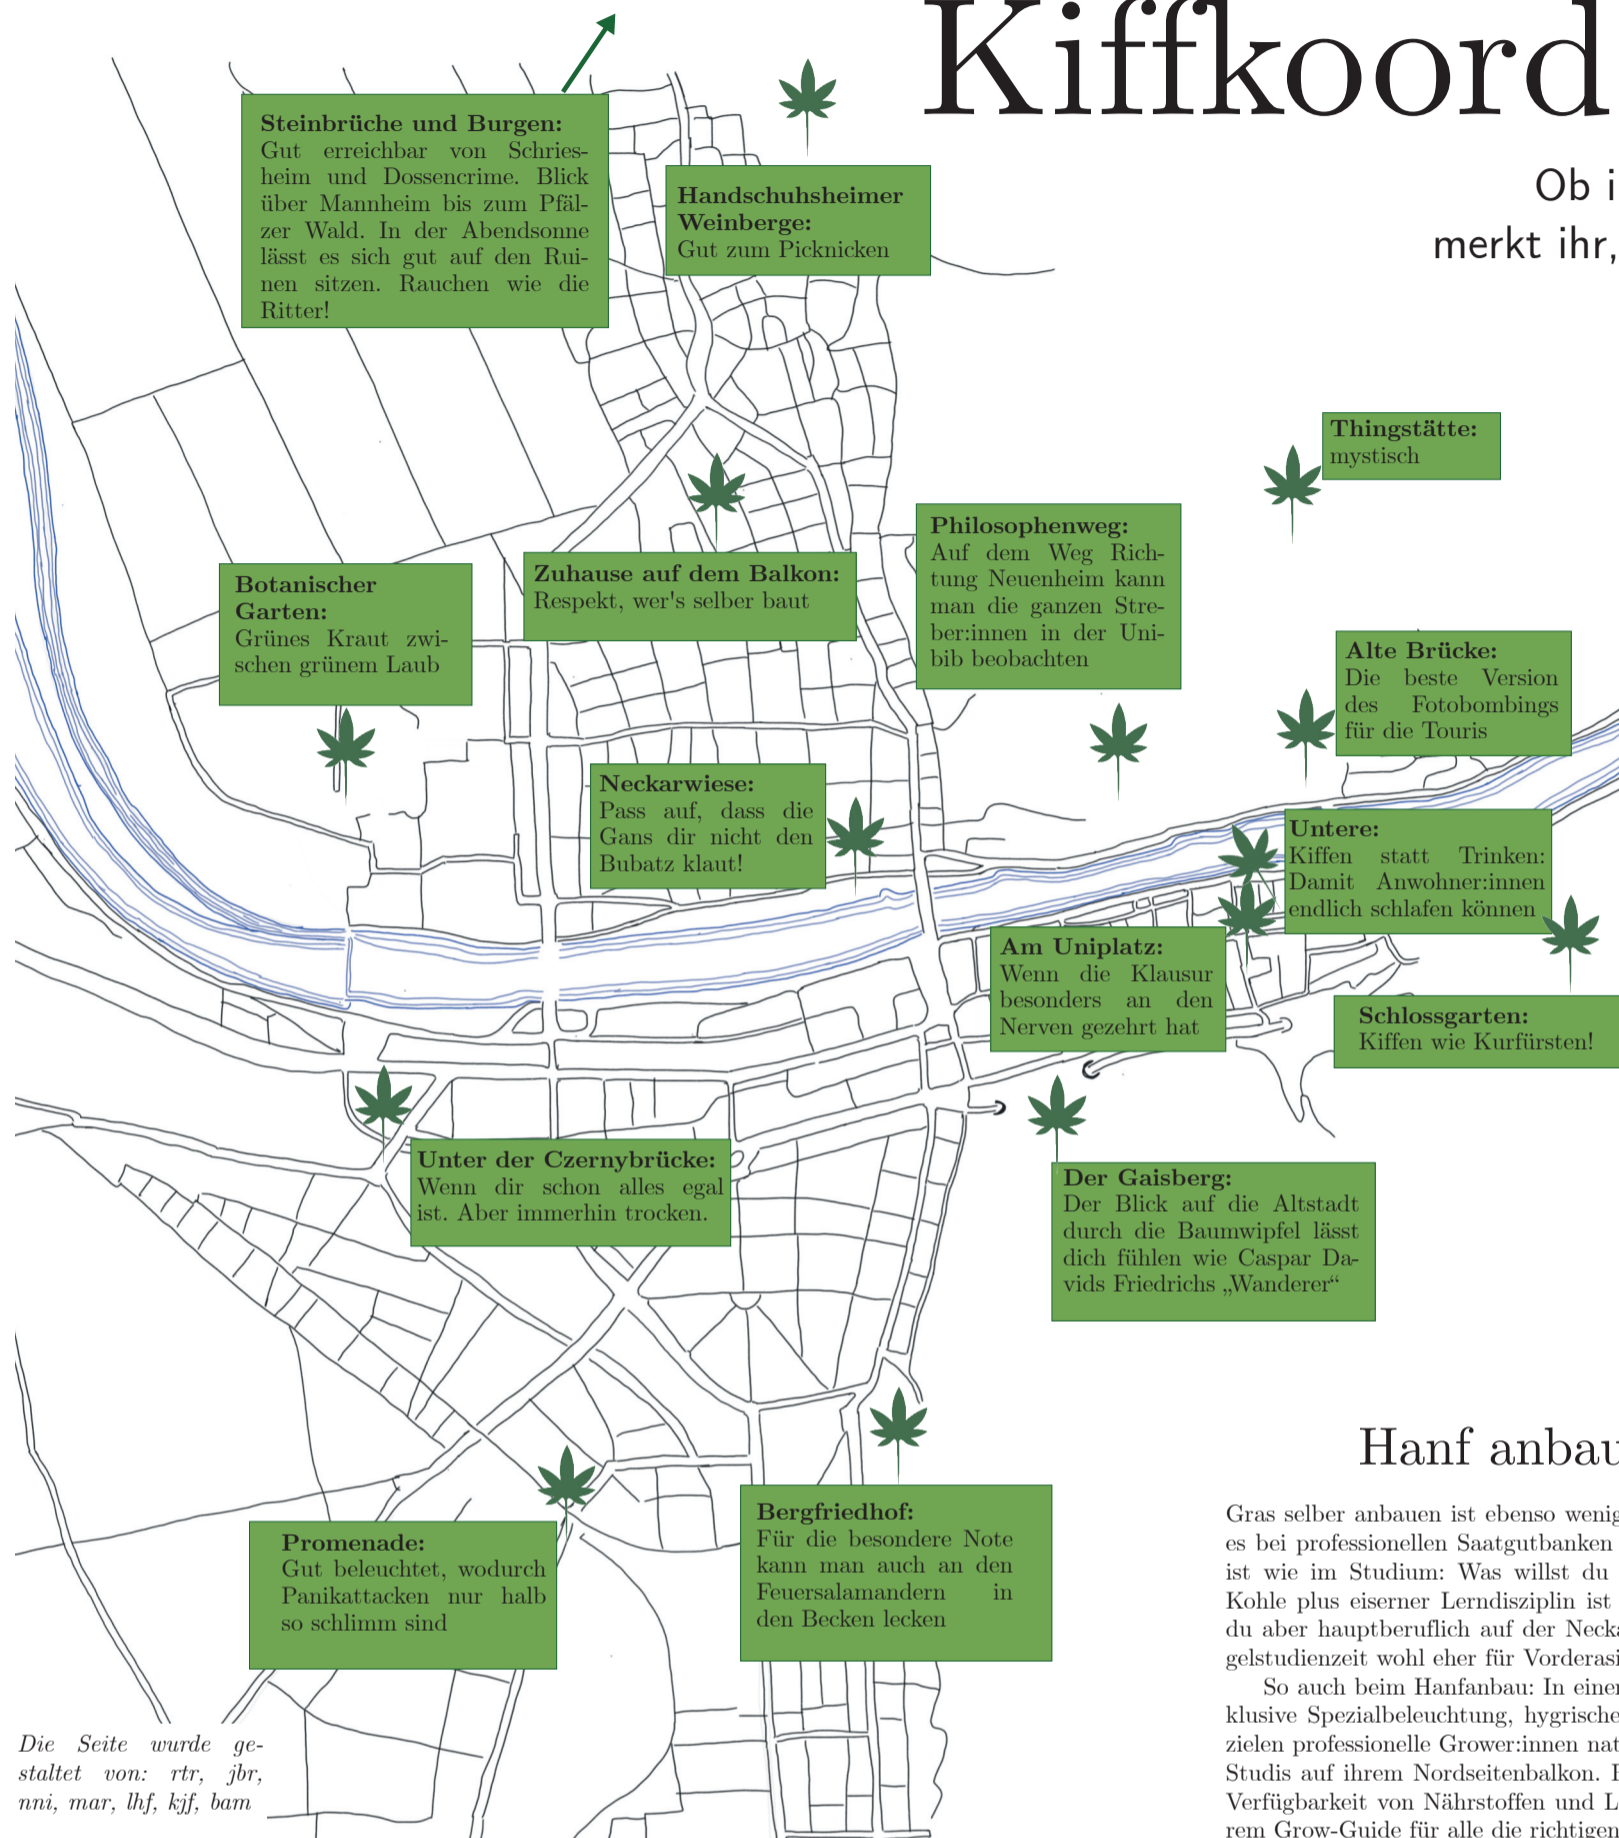 Kiffkoord
Ob i
merkt ihr,
Steinbrüche und Burgen:
Gut erreichbar von Schries-
heim und Dossencrime. Blick
über Mannheim bis zum Pfäl-
zer Wald. In der Abendsonne
lässt es sich gut auf den Rui-
nen sitzen. Rauchen wie die
Ritter!
Handschuhsheimer
Weinberge:
Gut zum Picknicken
Thingstätte:
mystisch
Philosophenweg:
Auf dem Weg Rich-
tung Neuenheim kann
man die ganzen Stre-
ber:innen in der Uni-
bib beobachten
Zuhause auf dem Balkon:
Respekt, wer's selber baut
Botanischer
Garten:
Grünes Kraut zwi-
schen grünem Laub
Alte Brücke:
Die beste Version
des Fotobombings
für die Touris
Neckarwiese:
Pass auf, dass die
Gans dir nicht den
Bubatz klaut!
Untere:
Kiffen statt Trinken:
Damit Anwohner:innen
endlich schlafen können
Am Uniplatz:
Wenn die Klausur
besonders an den
Nerven gezehrt hat
Schlossgarten:
Kiffen wie Kurfürsten!
Unter der Czernybrücke:
Wenn dir schon alles egal
ist. Aber immerhin trocken.
Der Gaisberg:
Der Blick auf die Altstadt
durch die Baumwipfel lässt
dich fühlen wie Caspar Da-
vids Friedrichs „Wanderer“
Bergfriedhof:
Für die besondere Note
kann man auch an den
Feuersalamandern in
den Becken lecken
Promenade:
Gut beleuchtet, wodurch
Panikattacken nur halb
so schlimm sind
Die Seite wurde ge-
staltet von: rtr, jbr,
nni, mar, lhf, kjf, bam
Hanf anbau
Gras selber anbauen ist ebenso wenig
es bei professionellen Saatgutbanken
ist wie im Studium: Was willst du
Kohle plus eiserner Lerndisziplin ist
du aber hauptberuflich auf der Necka
gelstudienzeit wohl eher für Vorderasi
So auch beim Hanfanbau: In einer
klusive Spezialbeleuchtung, hygrische
zielen professionelle Grower:innen nat
Studis auf ihrem Nordseitenbalkon. E
Verfügbarkeit von Nährstoffen und L
rem Grow-Guide für alle die richtigen